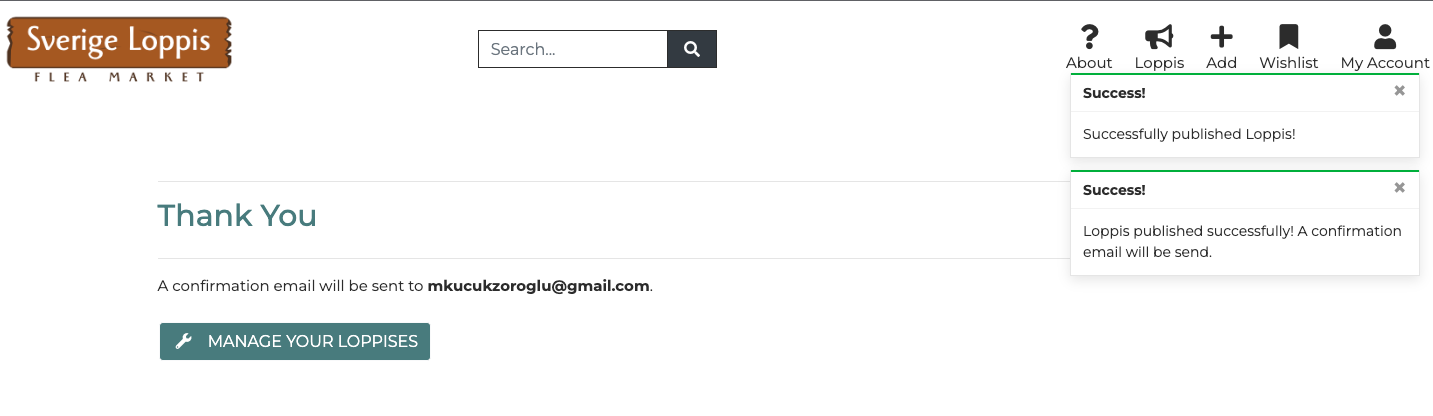 Sverige Loppis
FLEA MARKET
Search...
About
Loppis
Add
Wishlist
My Account
Success!
Successfully published Loppis!
Success!
Loppis published successfully! A confirmation
email will be send.
Thank You
A confirmation email will be sent to mkucukzoroglu@gmail.com.
MANAGE YOUR LOPPISES